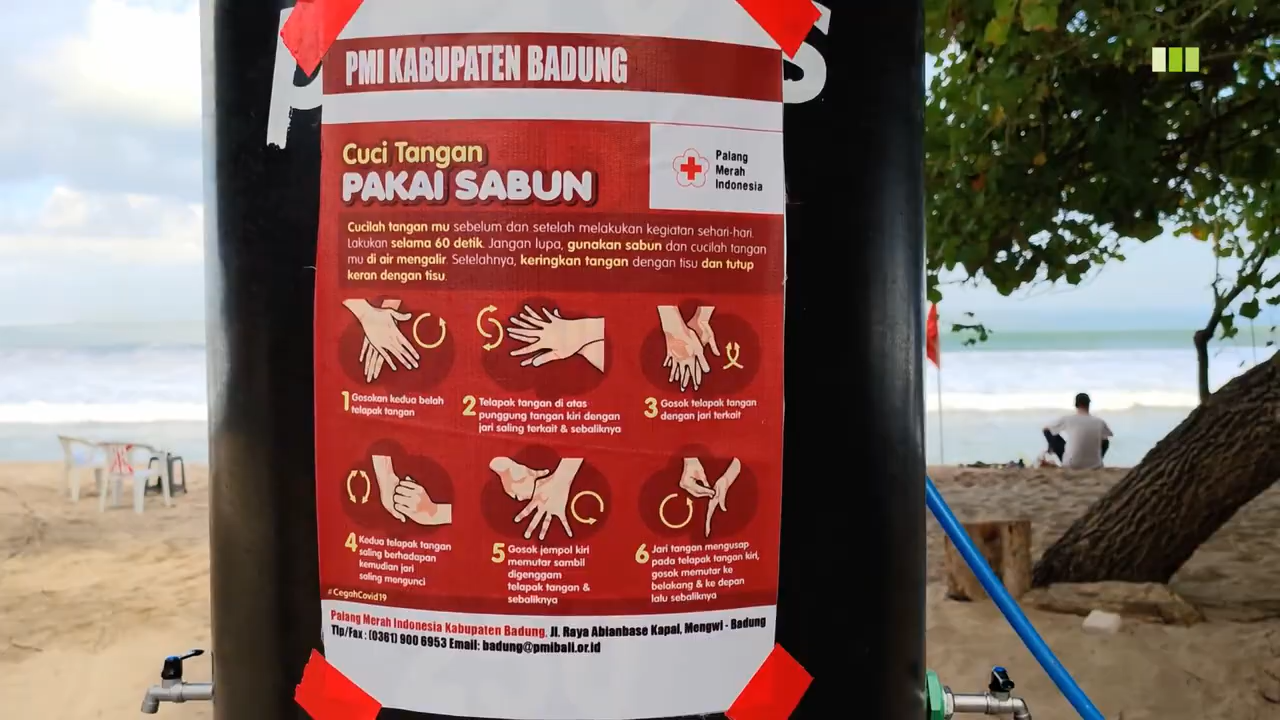 PMI KABUPATEN BADUNG
Cuci Tangan
PAKAI SABUN
Palang
Merah
Indonesia
Cucilah tangan mu sebelum dan setelah melakukan kegiatan sehari-hari.
Lakukan selama 60 detik. Jangan lupa, gunakan sabun dan cucilah tangan
mu di air mengalir. Setelahnya, keringkan tangan dengan tisu dan tutup
keran dengan tisu.
1 Gosokan kedua belah
telapak tangan
2 Telapak tangan di atas
punggung tangan kiri dengan
jari saling terkait & sebaliknya
3 Gosok telapak tangan
dengan jari terkait
4 Kedua telapak tangan
saling berhadapan
kemudian jari
saling mengunci
5 Gosok jempol kiri
memutar sambil
digenggam
telapak tangan &
sebaliknya
6 Jari tangan mengusap
pada telapak tangan kiri,
gosok memutar ke
belakang & ke depan
lalu sebaliknya
#CegahCovid19
Palang Merah Indonesia Kabupaten Badung. Jl. Raya Abianbase Kapal, Mengwi - Badung
Tlp/Fax : (0361) 900 6953 Email: badung@pmibali.or.id